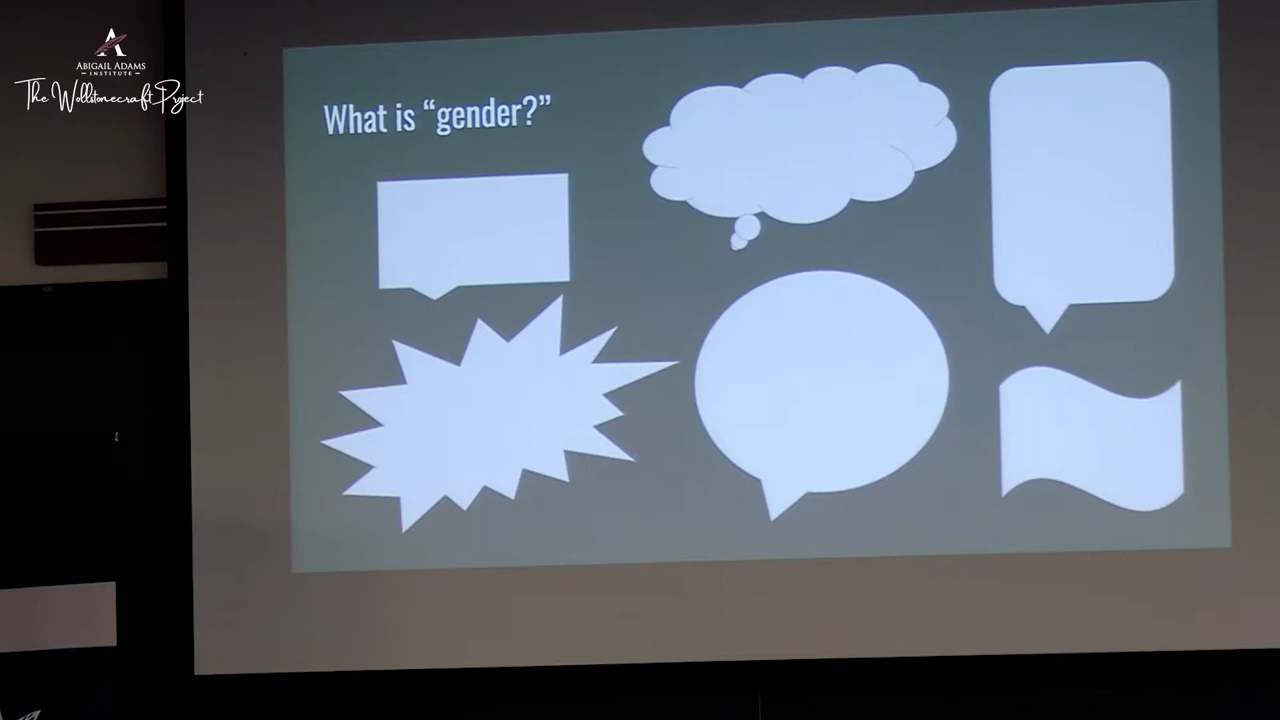 ABIGAIL ADAMS
INSTITUTE
The Wollstonecraft Project
What is “gender?”